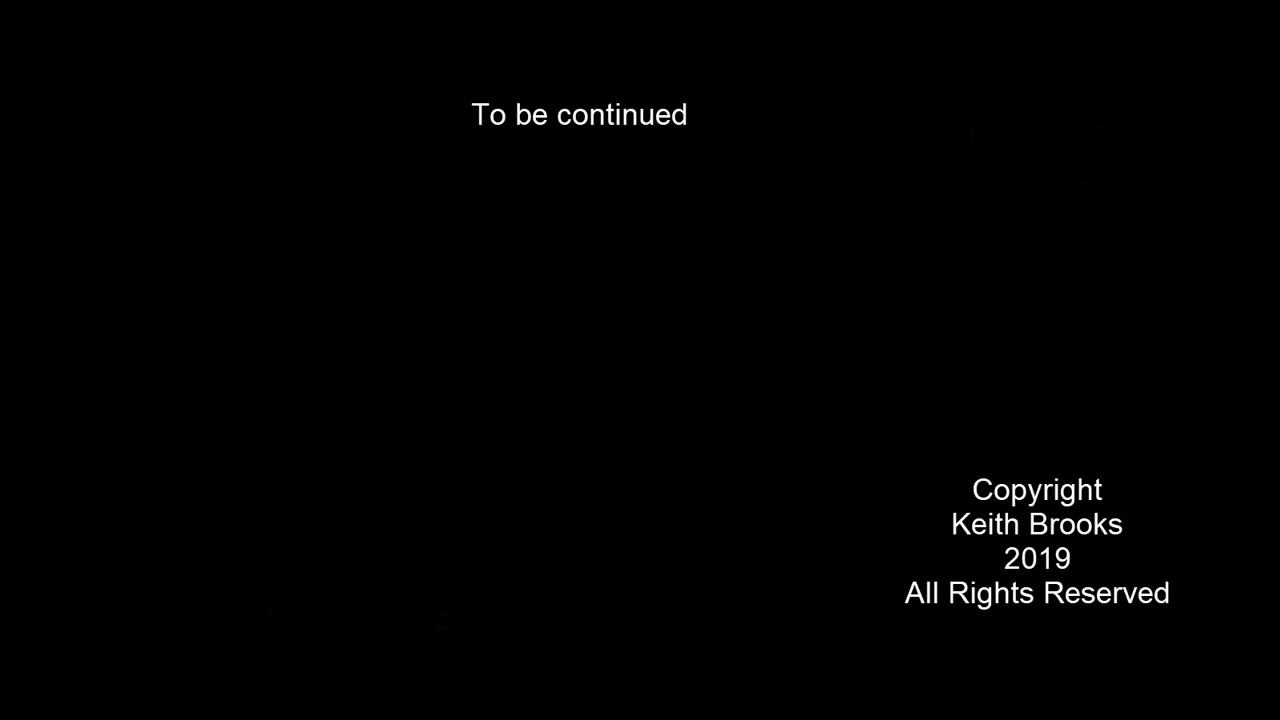 To be continued
Copyright
Keith Brooks
2019
All Rights Reserved